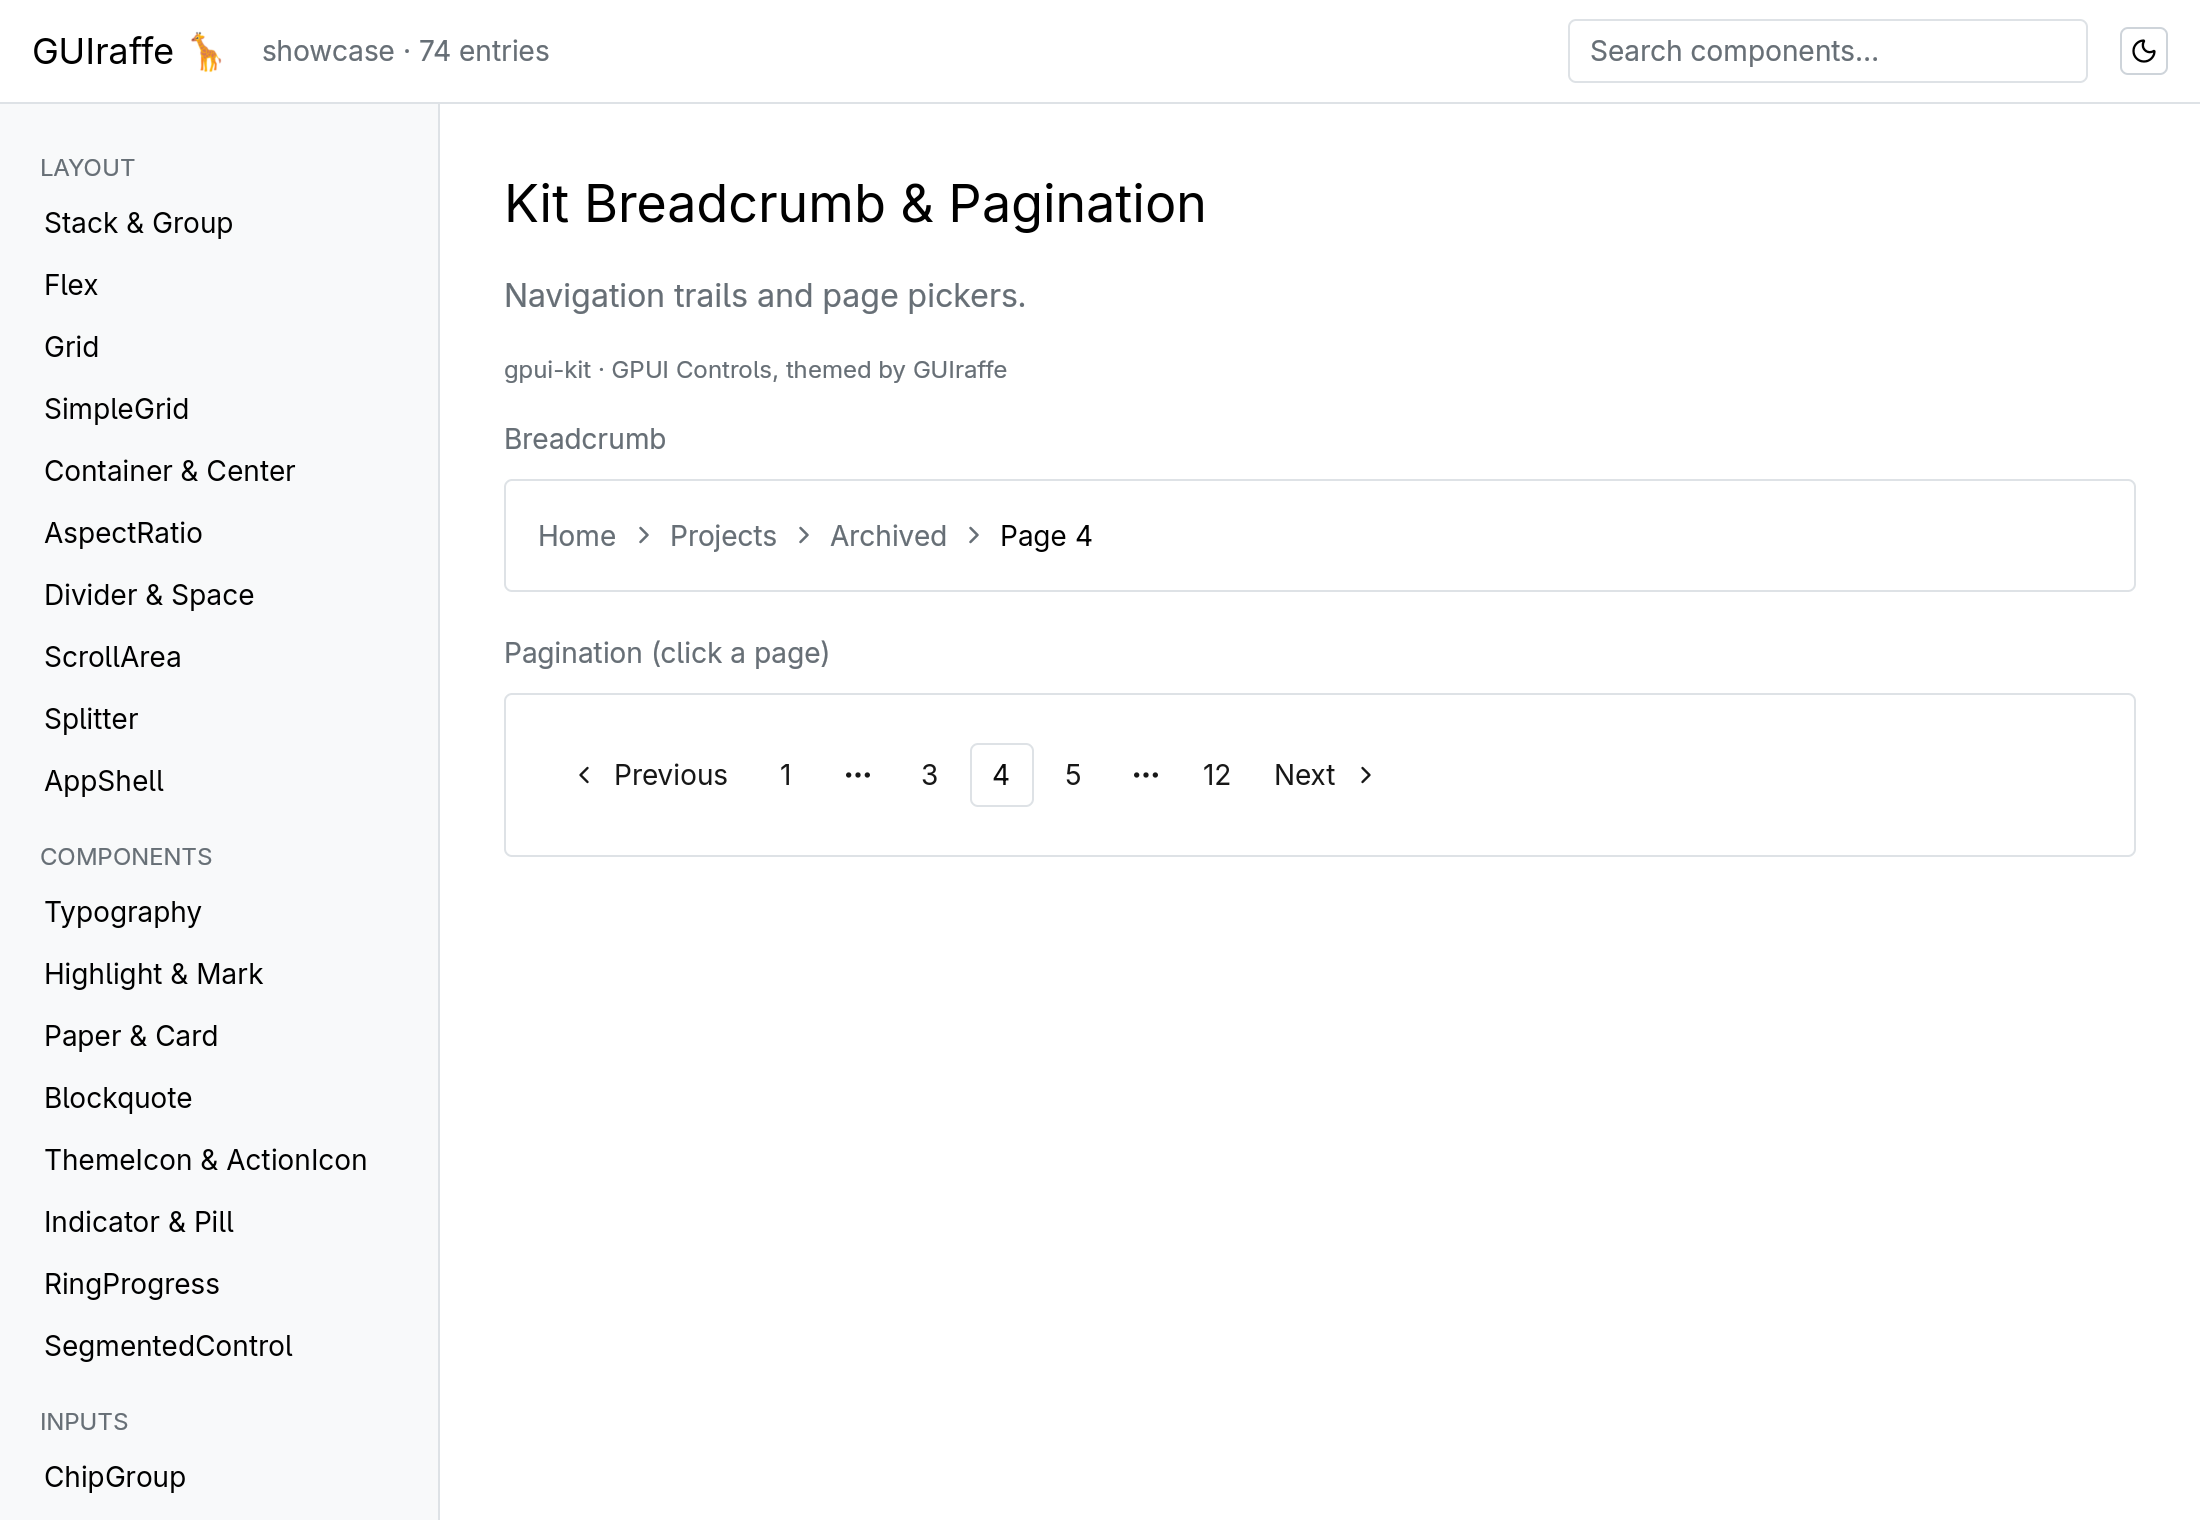 GUIraffe 🦒 showcase · 74 entries
Search components...
LAYOUT
Stack & Group
Flex
Grid
SimpleGrid
Container & Center
AspectRatio
Divider & Space
ScrollArea
Splitter
AppShell
COMPONENTS
Typography
Highlight & Mark
Paper & Card
Blockquote
ThemeIcon & ActionIcon
Indicator & Pill
RingProgress
SegmentedControl
INPUTS
ChipGroup
Kit Breadcrumb & Pagination
Navigation trails and page pickers.
gpui-kit · GPUI Controls, themed by GUIraffe
Breadcrumb
Home > Projects > Archived > Page 4
Pagination (click a page)
< Previous 1 ••• 3 4 5 ••• 12 Next >